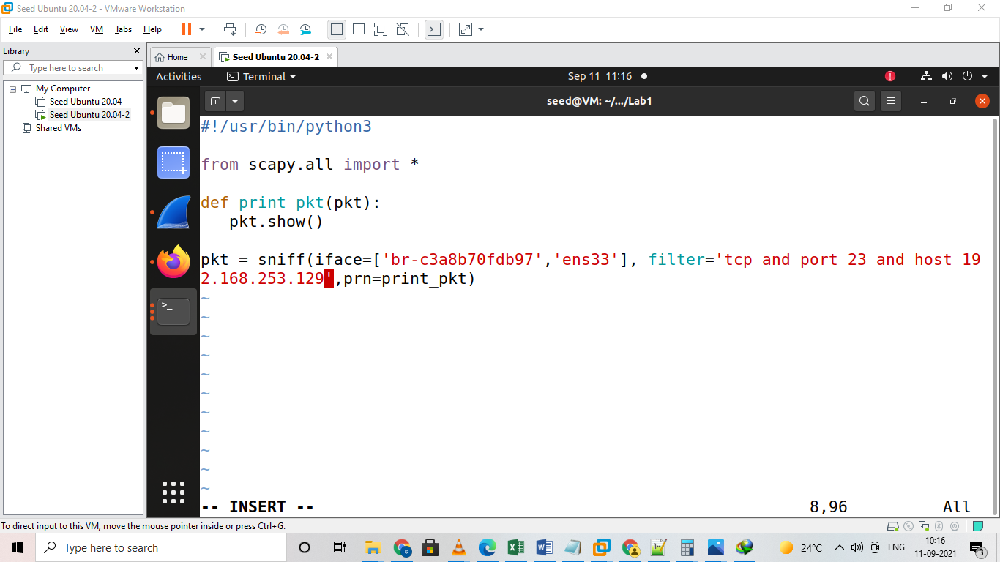 Seed Ubuntu 20.04-2 - VMware Workstation
File Edit View VM Tabs Help
Library
Type here to search
My Computer
Seed Ubuntu 20.04
Seed Ubuntu 20.04-2
Shared VMs
Home
Seed Ubuntu 20.04-2
Activities
Terminal
Sep 11 11:16
seed@VM: ~/.../Lab1
#!/usr/bin/python3
from scapy.all import *
def print_pkt(pkt):
   pkt.show()
pkt = sniff(iface=['br-c3a8b70fdb97','ens33'], filter='tcp and port 23 and host 19
2.168.253.129',prn=print_pkt)
~
~
~
~
~
~
~
~
~
~
~
-- INSERT --
8,96
All
To direct input to this VM, move the mouse pointer inside or press Ctrl+G.
Type here to search
24°C
ENG
10:16
11-09-2021
3